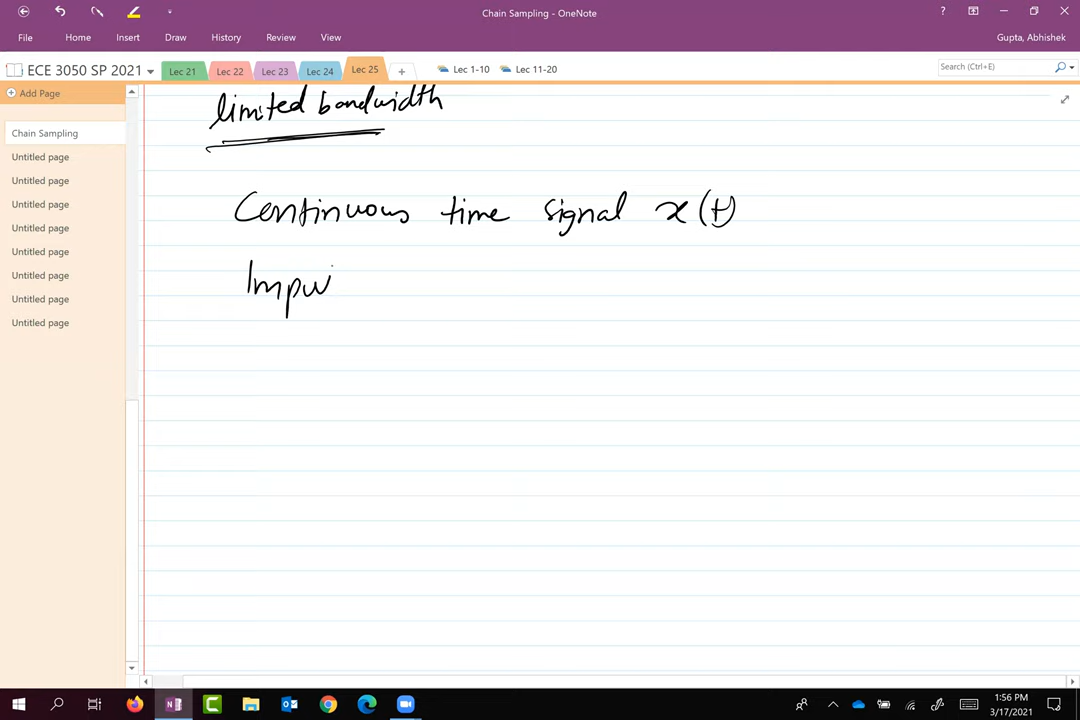 Chain Sampling - OneNote
?
File Home Insert Draw History Review View
Gupta, Abhishek
ECE 3050 SP 2021
Lec 21 Lec 22 Lec 23 Lec 24 Lec 25 + Lec 1-10 Lec 11-20
Search (Ctrl+E)
Add Page
Chain Sampling
Untitled page
Untitled page
Untitled page
Untitled page
Untitled page
Untitled page
Untitled page
Untitled page
limited bandwidth
Continuous time signal x(t)
1:56 PM
3/17/2021